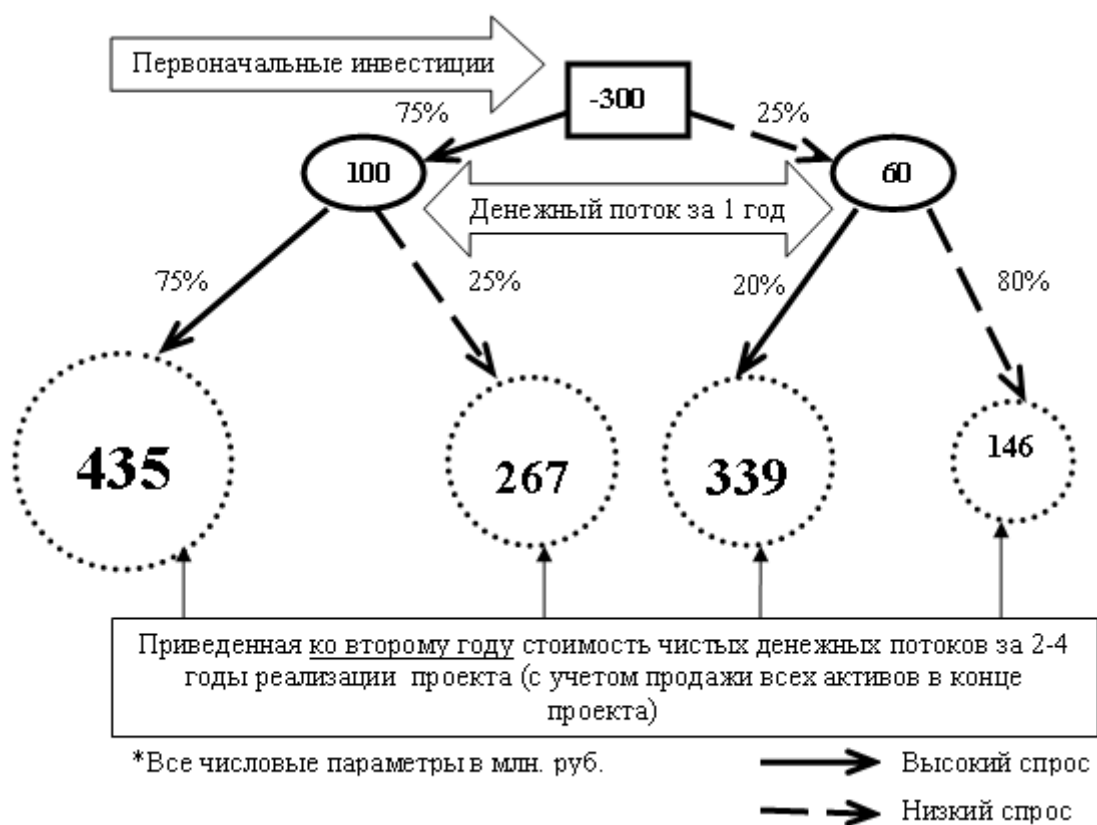 Первоначальные инвестиции
-300
75%
25%
100
60
Денежный поток за 1 год
75%
25%
20%
80%
435
267
339
146
Приведенная ко второму году стоимость чистых денежных потоков за 2-4
годы реализации проекта (с учетом продажи всех активов в конце
проекта)
*Все числовые параметры в млн. руб.
Высокий спрос
Низкий спрос